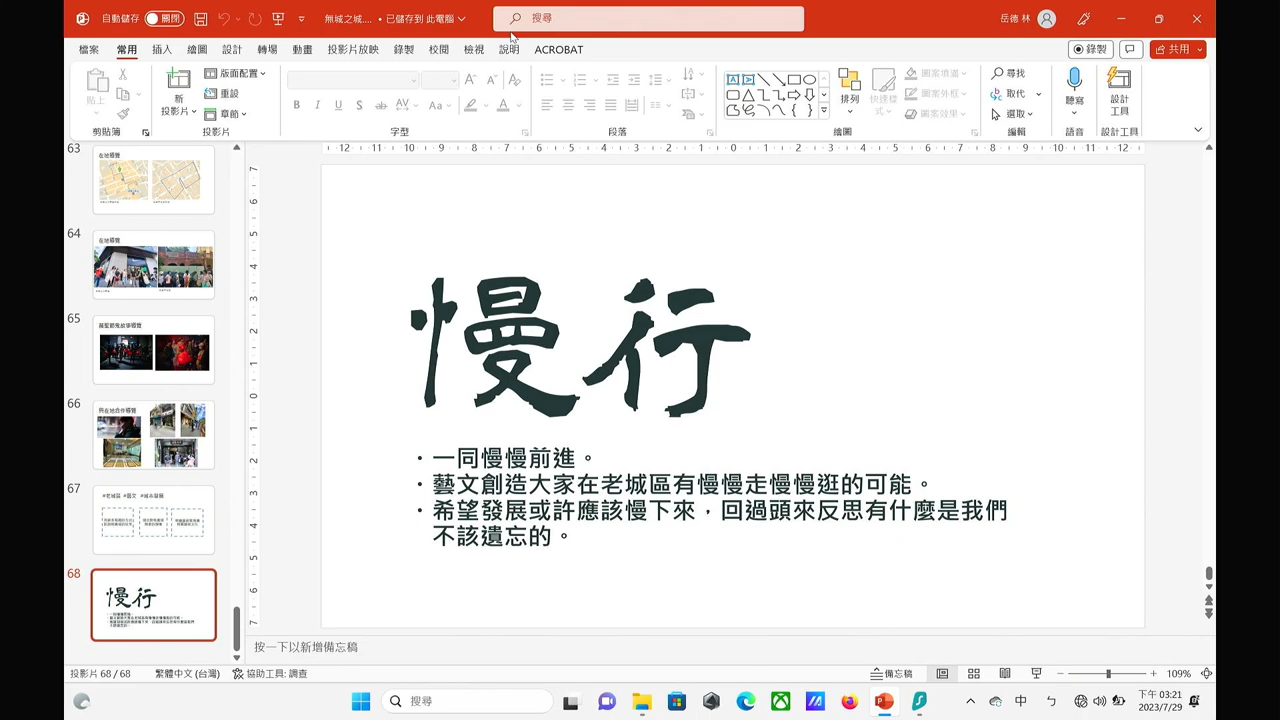 自動儲存 關閉 無城之城.... • 已儲存到 此電腦 搜尋 岳德 林
檔案 常用 插入 繪圖 設計 轉場 動畫 投影片放映 錄製 校閱 檢視 說明 ACROBAT 錄製 共用
貼上 新 投影片 版面配置 重設 章節 排列 快速樣式 圖案填滿 圖案外框 圖案效果 尋找 取代 選取 聽寫 設計 工具
剪貼簿 投影片 字型 段落 繪圖 編輯 語音 設計工具
63
在地導覽
64
在地導覽
65
66
與在地合作導覽
67
#老城區 #藝文 #城市發展
68
慢行
慢行
· 一同慢慢前進。
· 藝文創造大家在老城區有慢慢走慢慢逛的可能。
· 希望發展或許應該慢下來，回過頭來反思有什麼是我們
不該遺忘的。
按一下以新增備忘稿
投影片 68 / 68 繁體中文 (台灣) 協助工具: 調查 備忘稿 109%
搜尋 中 下午 03:21
2023/7/29